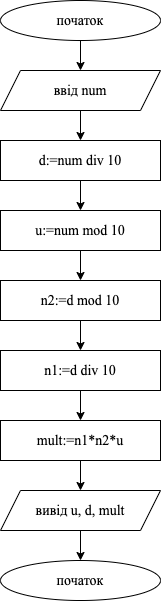 початок
ввід num
d:=num div 10
u:=num mod 10
n2:=d mod 10
n1:=d div 10
mult:=n1*n2*u
вивід u, d, mult
початок